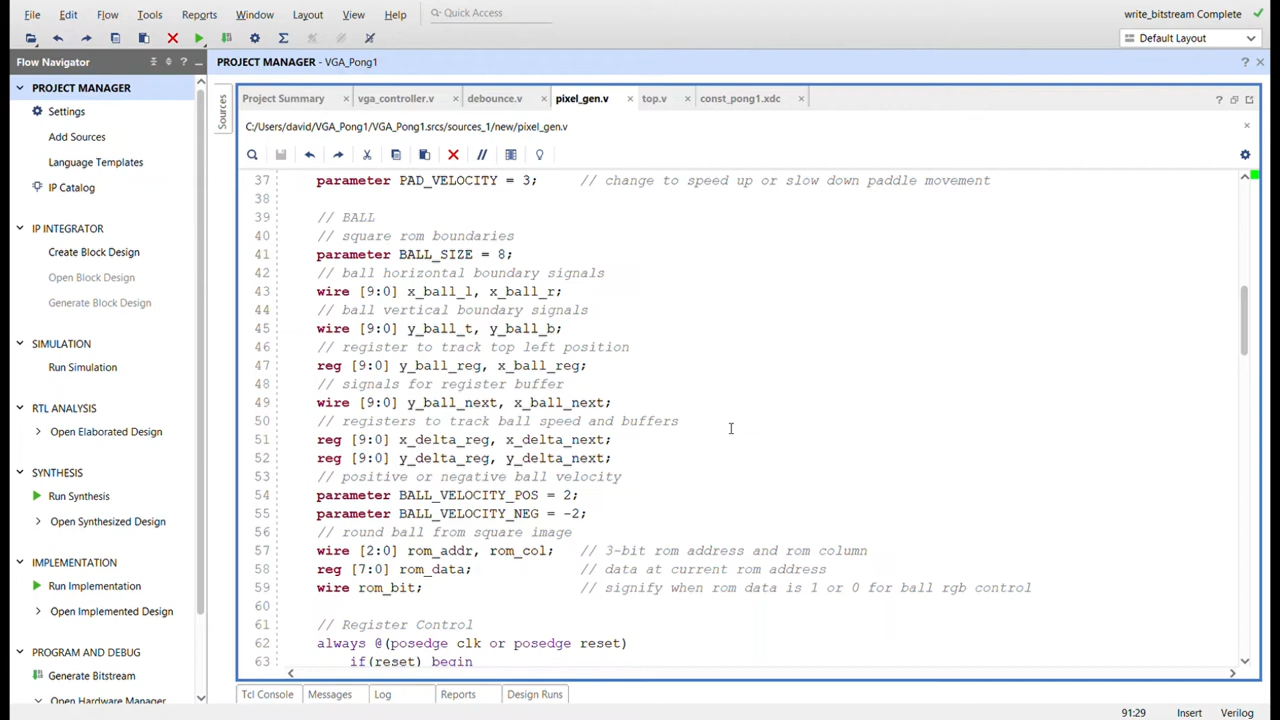 File Edit Flow Tools Reports Window Layout View Help Quick Access
write_bitstream Complete
Default Layout
Flow Navigator
PROJECT MANAGER - VGA_Pong1
PROJECT MANAGER
Settings
Add Sources
Language Templates
IP Catalog
IP INTEGRATOR
Create Block Design
Open Block Design
Generate Block Design
SIMULATION
Run Simulation
RTL ANALYSIS
Open Elaborated Design
SYNTHESIS
Run Synthesis
Open Synthesized Design
IMPLEMENTATION
Run Implementation
Open Implemented Design
PROGRAM AND DEBUG
Generate Bitstream
Open Hardware Manager
Sources
Project Summary vga_controller.v debounce.v pixel_gen.v top.v const_pong1.xdc
C:/Users/david/VGA_Pong1/VGA_Pong1.srcs/sources_1/new/pixel_gen.v
37 parameter PAD_VELOCITY = 3; // change to speed up or slow down paddle movement
38
39 // BALL
40 // square rom boundaries
41 parameter BALL_SIZE = 8;
42 // ball horizontal boundary signals
43 wire [9:0] x_ball_l, x_ball_r;
44 // ball vertical boundary signals
45 wire [9:0] y_ball_t, y_ball_b;
46 // register to track top left position
47 reg [9:0] y_ball_reg, x_ball_reg;
48 // signals for register buffer
49 wire [9:0] y_ball_next, x_ball_next;
50 // registers to track ball speed and buffers
51 reg [9:0] x_delta_reg, x_delta_next;
52 reg [9:0] y_delta_reg, y_delta_next;
53 // positive or negative ball velocity
54 parameter BALL_VELOCITY_POS = 2;
55 parameter BALL_VELOCITY_NEG = -2;
56 // round ball from square image
57 wire [2:0] rom_addr, rom_col; // 3-bit rom address and rom column
58 reg [7:0] rom_data; // data at current rom address
59 wire rom_bit; // signify when rom data is 1 or 0 for ball rgb control
60
61 // Register Control
62 always @(posedge clk or posedge reset)
63 if(reset) begin
Tcl Console Messages Log Reports Design Runs
91:29 Insert Verilog